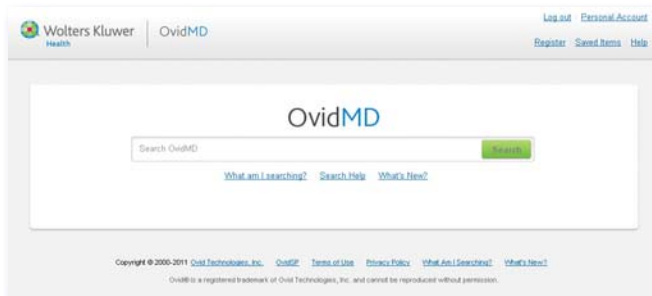 Log out Personal Account
Wolters Kluwer OvidMD
Health
Register Saved Items Help
OvidMD
Search OvidMD Search
What am I searching? Search Help What's New?
Copyright © 2000-2011 Ovid Technologies, Inc. OvidSP Terms of Use Privacy Policy What Am I Searching? What's New?
Ovid® is a registered trademark of Ovid Technologies, Inc. and cannot be reproduced without permission.